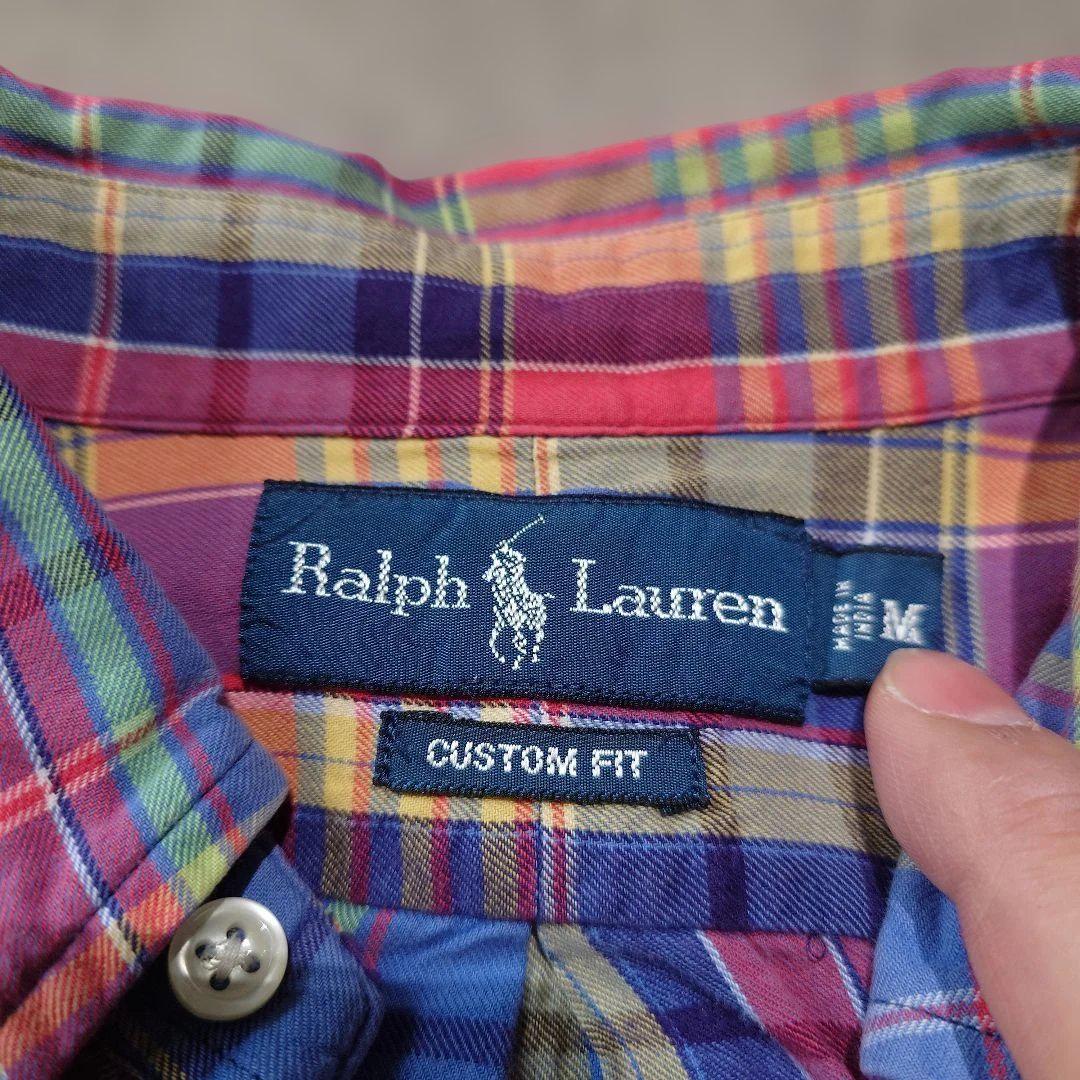 Ralph Lauren
MADE IN
INDIA
M
CUSTOM FIT